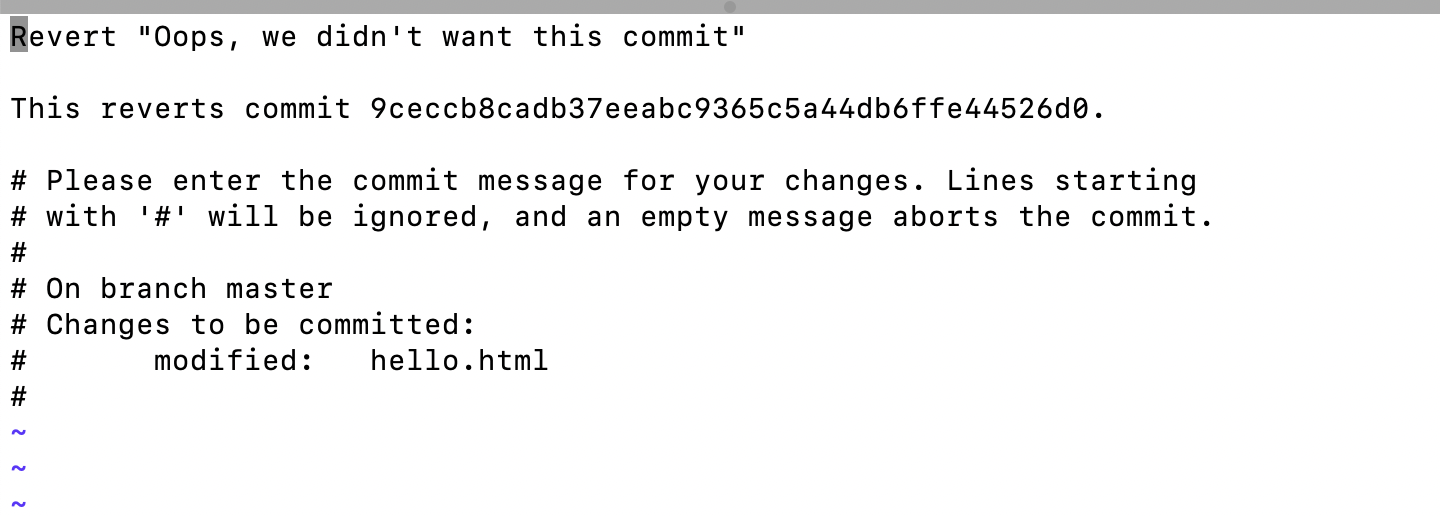 Revert "Oops, we didn't want this commit"
This reverts commit 9ceccb8cadb37eeabc9365c5a44db6ffe44526d0.
# Please enter the commit message for your changes. Lines starting
# with '#' will be ignored, and an empty message aborts the commit.
#
# On branch master
# Changes to be committed:
#       modified:   hello.html
#
~
~
~